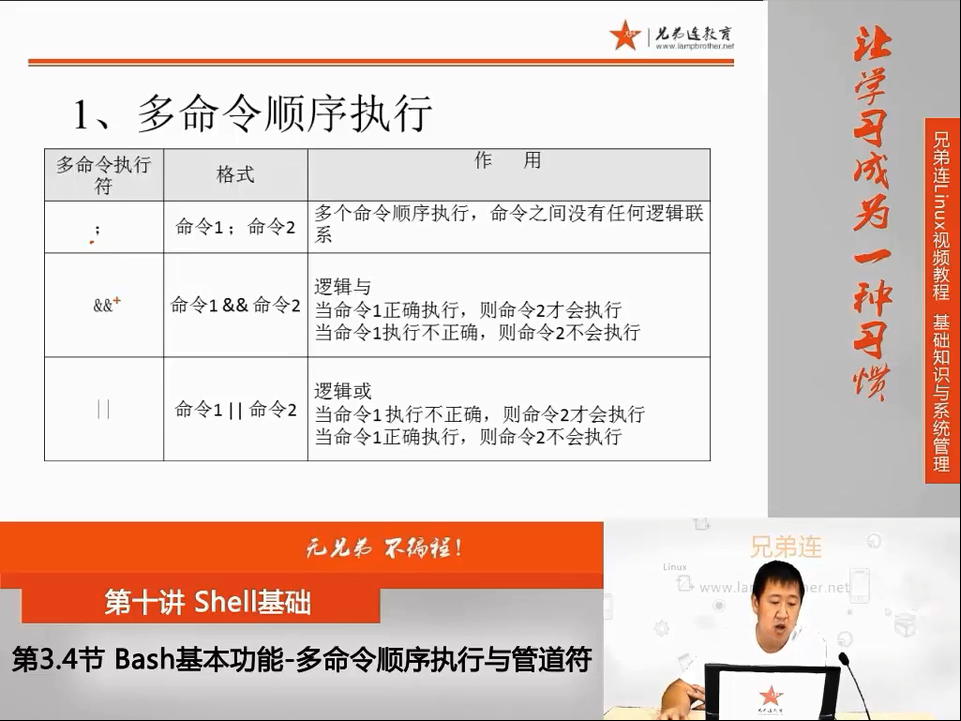 兄弟连教育
www.lampbrother.net
1、多命令顺序执行
多命令执行
符
格式
作 用
;
命令1 ; 命令2
多个命令顺序执行，命令之间没有任何逻辑联
系
&&
命令1 && 命令2
逻辑与
当命令1正确执行，则命令2才会执行
当命令1执行不正确，则命令2不会执行
||
命令1 || 命令2
逻辑或
当命令1 执行不正确，则命令2才会执行
当命令1正确执行，则命令2不会执行
让学习成为一种习惯
兄弟连Linux视频教程 基础知识与系统管理
无兄弟 不编程！
第十讲 Shell基础
第3.4节 Bash基本功能-多命令顺序执行与管道符
兄弟连
Linux
兄弟连教育